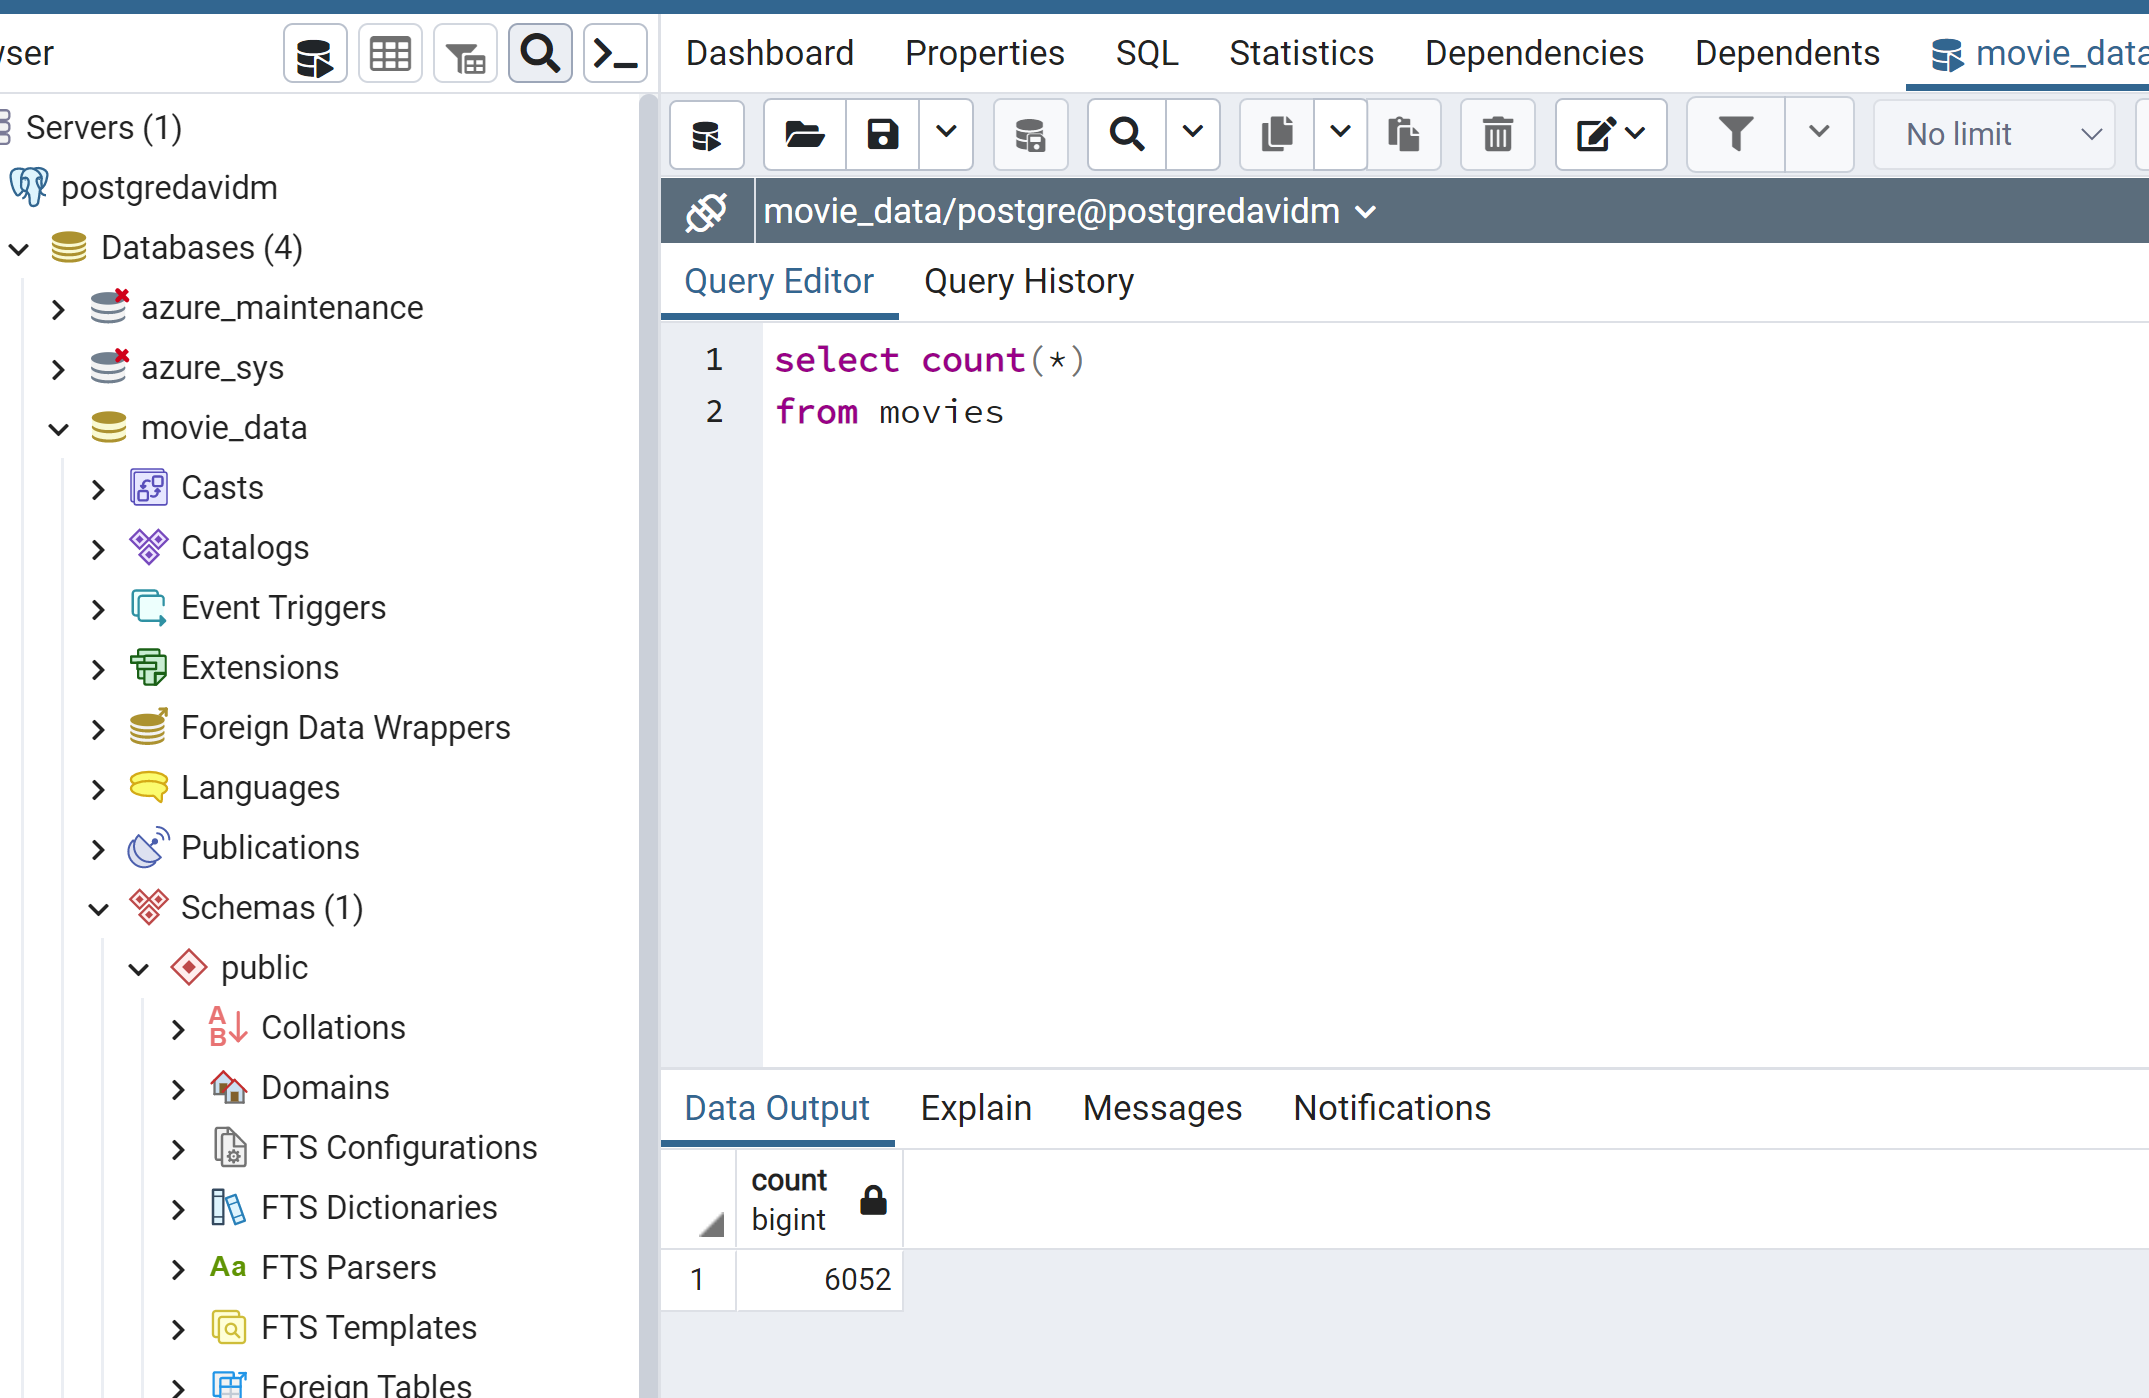 Servers (1)
postgredavidm
Databases (4)
azure_maintenance
azure_sys
movie_data
Casts
Catalogs
Event Triggers
Extensions
Foreign Data Wrappers
Languages
Publications
Schemas (1)
public
Collations
Domains
FTS Configurations
FTS Dictionaries
Aa FTS Parsers
FTS Templates
Foreign Tables
Dashboard Properties SQL Statistics Dependencies Dependents movie_data
No limit
movie_data/postgre@postgredavidm
Query Editor Query History
1 select count(*)
2 from movies
Data Output Explain Messages Notifications
count
bigint
1 6052